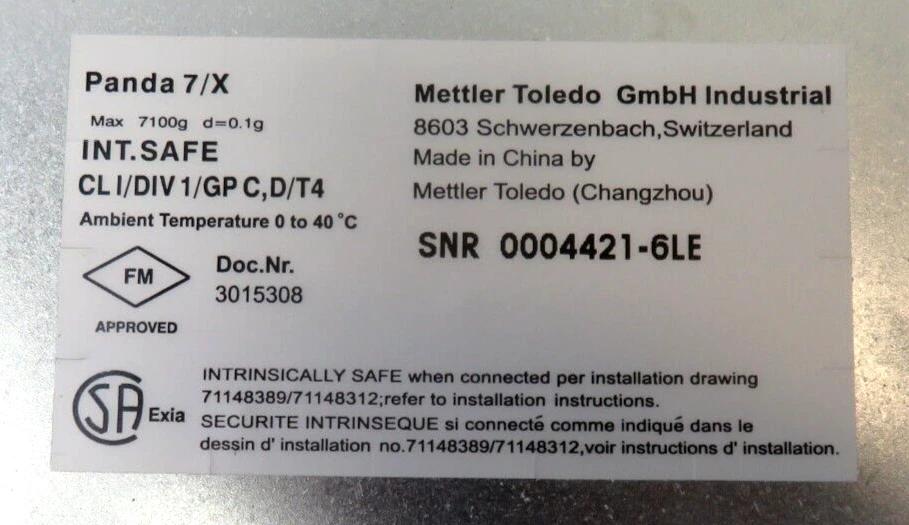 Panda 7/X
Max 7100g d=0.1g
INT.SAFE
CL I/DIV 1/GP C,D/T4
Ambient Temperature 0 to 40 °C
FM
APPROVED
Doc.Nr.
3015308
Mettler Toledo GmbH Industrial
8603 Schwerzenbach,Switzerland
Made in China by
Mettler Toledo (Changzhou)
SNR 0004421-6LE
SA Exia
INTRINSICALLY SAFE when connected per installation drawing
71148389/71148312;refer to installation instructions.
SECURITE INTRINSEQUE si connecté comme indiqué dans le
dessin d' installation no.71148389/71148312,voir instructions d' installation.